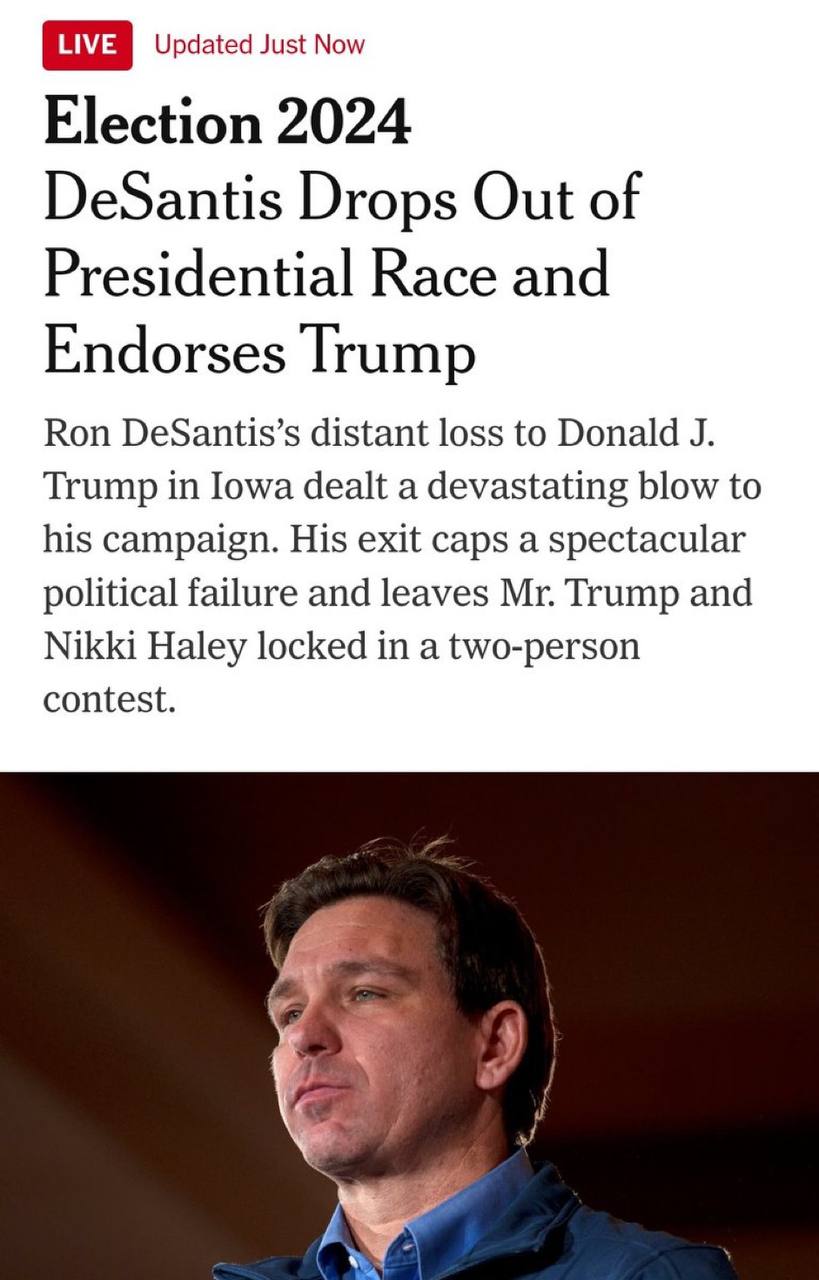 LIVE Updated Just Now
Election 2024
DeSantis Drops Out of
Presidential Race and
Endorses Trump
Ron DeSantis’s distant loss to Donald J.
Trump in Iowa dealt a devastating blow to
his campaign. His exit caps a spectacular
political failure and leaves Mr. Trump and
Nikki Haley locked in a two-person
contest.